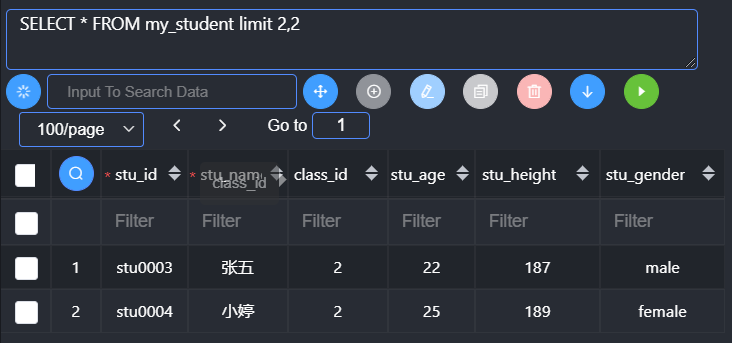 SELECT * FROM my_student limit 2,2
Input To Search Data
100/page Go to 1
* stu_id * stu_nam class_id stu_age stu_height stu_gender
class_id
Filter Filter Filter Filter Filter Filter
1 stu0003 张五 2 22 187 male
2 stu0004 小婷 2 25 189 female